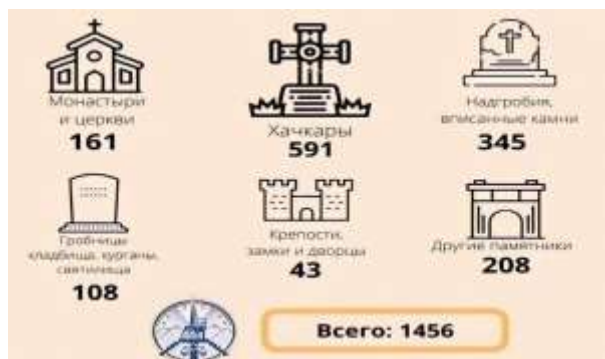 Монастыри
и церкви
161
Хачкары
591
Надгробия,
вписанные камни
345
Гробницы
кладбища, курганы,
святилища
108
Крепости,
замки и дворцы
43
Другие памятники
208
Всего: 1456